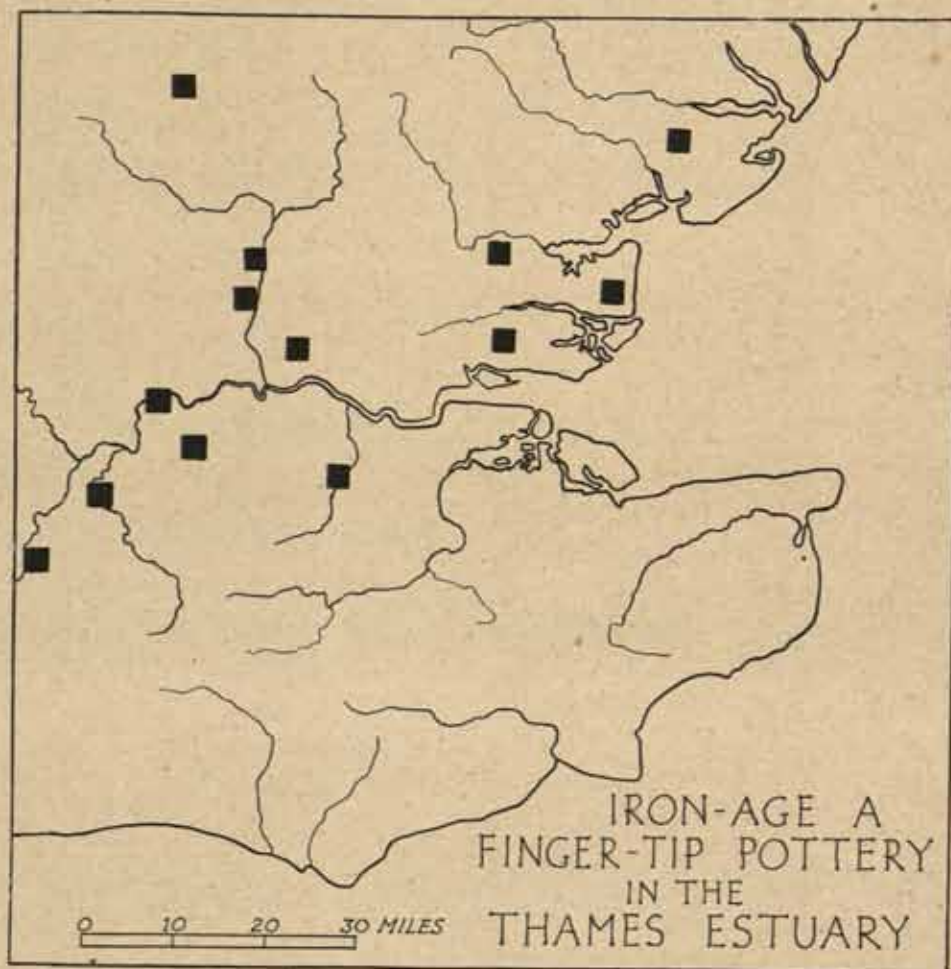 IRON-AGE A
FINGER-TIP POTTERY
IN THE
THAMES ESTUARY
0 10 20 30 MILES